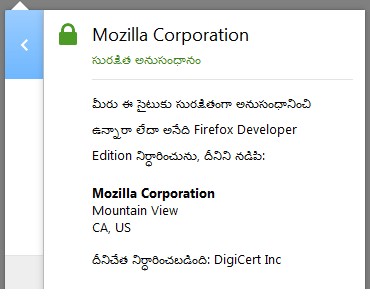 Mozilla Corporation
సురక్షిత అనుసంధానం
మీరు ఈ సైటుకు సురక్షితంగా అనుసంధానించి
ఉన్నారా లేదా అనేది Firefox Developer
Edition నిర్ధారించును, దీనిని నడిపి:
Mozilla Corporation
Mountain View
CA, US
దీనిచేత నిర్ధారించబడింది: DigiCert Inc